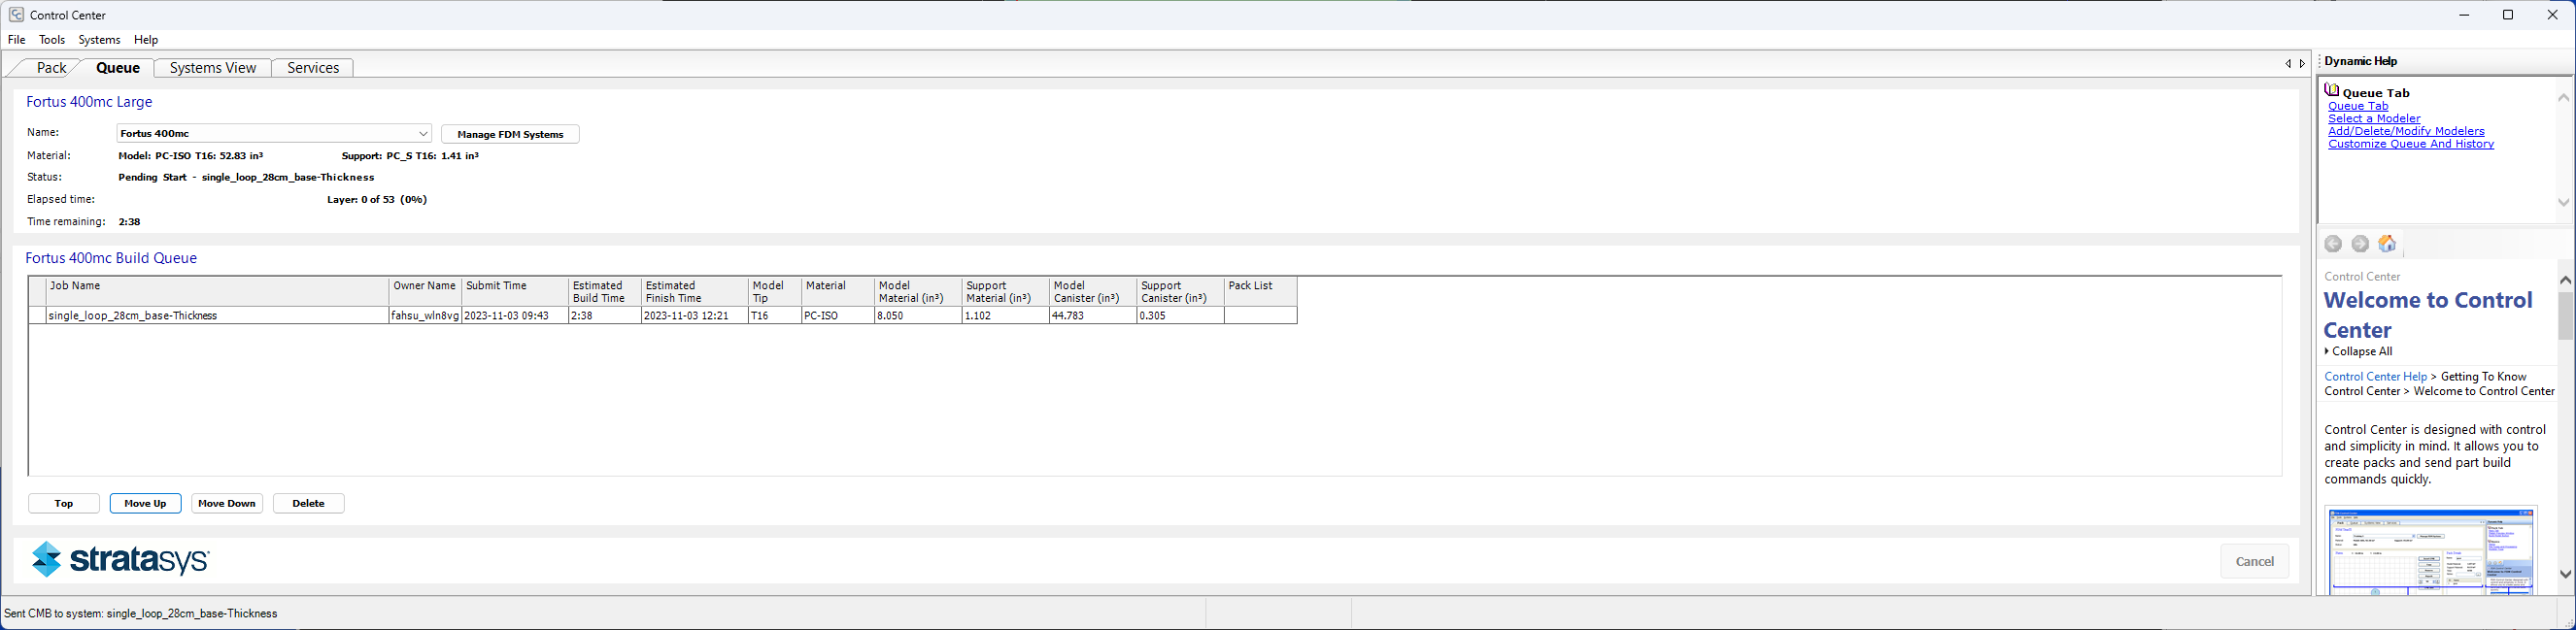 Control Center
File Tools Systems Help
Pack Queue Systems View Services
Fortus 400mc Large
Name: Fortus 400mc Manage FDM Systems
Material: Model: PC-ISO T16: 52.83 in³ Support: PC_S T16: 1.41 in³
Status: Pending Start - single_loop_28cm_base-Thickness
Elapsed time: Layer: 0 of 53 (0%)
Time remaining: 2:38
Fortus 400mc Build Queue
Job Name Owner Name Submit Time Estimated Build Time Estimated Finish Time Model Tip Material Model Material (in³) Support Material (in³) Model Canister (in³) Support Canister (in³) Pack List
single_loop_28cm_base-Thickness fahsu_wln8vg 2023-11-03 09:43 2:38 2023-11-03 12:21 T16 PC-ISO 8.050 1.102 44.783 0.305
Top Move Up Move Down Delete
stratasys
Cancel
Sent CMB to system: single_loop_28cm_base-Thickness
Dynamic Help
Queue Tab
Queue Tab
Select a Modeler
Add/Delete/Modify Modelers
Customize Queue And History
Control Center
Welcome to Control
Center
Collapse All
Control Center Help > Getting To Know
Control Center > Welcome to Control Center
Control Center is designed with control
and simplicity in mind. It allows you to
create packs and send part build
commands quickly.